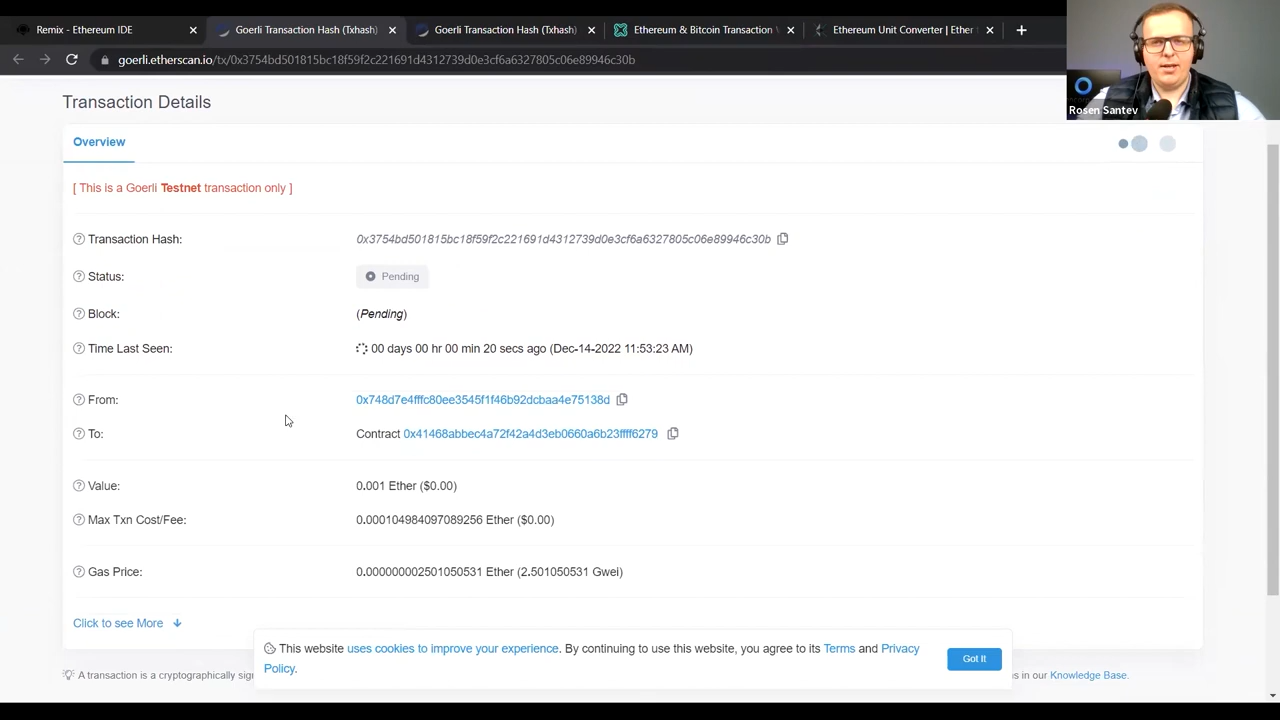 Remix - Ethereum IDE
Goerli Transaction Hash (Txhash)
Goerli Transaction Hash (Txhash)
Ethereum & Bitcoin Transaction
Ethereum Unit Converter | Ether
goerli.etherscan.io/tx/0x3754bd501815bc18f59f2c221691d4312739d0e3cf6a6327805c06e89946c30b
Rosen Santev
Transaction Details
Overview
[ This is a Goerli Testnet transaction only ]
Transaction Hash: 0x3754bd501815bc18f59f2c221691d4312739d0e3cf6a6327805c06e89946c30b
Status: Pending
Block: (Pending)
Time Last Seen: 00 days 00 hr 00 min 20 secs ago (Dec-14-2022 11:53:23 AM)
From: 0x748d7e4fffc80ee3545f1f46b92dcbaa4e75138d
To: Contract 0x41468abbec4a72f42a4d3eb0660a6b23ffff6279
Value: 0.001 Ether ($0.00)
Max Txn Cost/Fee: 0.000104984097089256 Ether ($0.00)
Gas Price: 0.000000002501050531 Ether (2.501050531 Gwei)
Click to see More
This website uses cookies to improve your experience. By continuing to use this website, you agree to its Terms and Privacy
Policy.
Got It
A transaction is a cryptographically in our Knowledge Base.